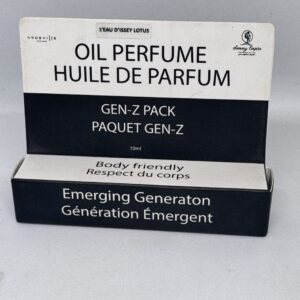 L'EAU D'ISSEY LOTUS
OIL PERFUME
HUILE DE PARFUM
GEN-Z PACK
PAQUET GEN-Z
10ml
Body friendly
Respect du corps
Emerging Generaton
Génération Émergent